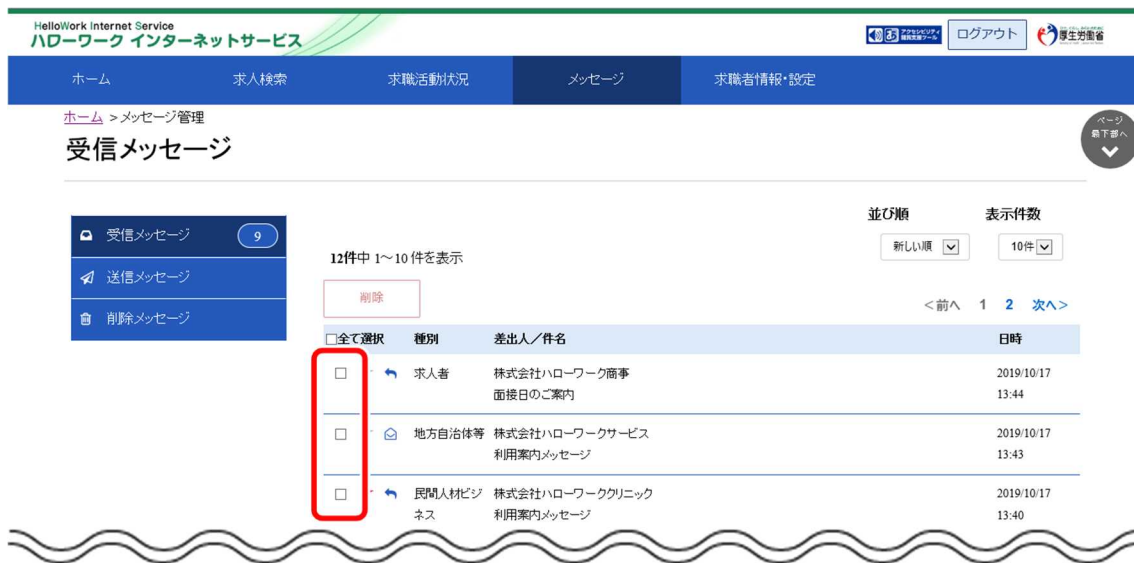 HelloWork Internet Service
ハローワーク インターネットサービス
ログアウト
厚生労働省
ホーム 求人検索 求職活動状況 メッセージ 求職者情報・設定
ホーム >メッセージ管理
ページ
最下部へ
受信メッセージ
並び順 表示件数
受信メッセージ 9
新しい順 10件
12件中 1～10 件を表示
送信メッセージ
削除
<前へ 1 2 次へ>
削除メッセージ
全て選択 種別 差出人／件名 日時
求人者 株式会社ハローワーク商事 2019/10/17
面接日のご案内 13:44
地方自治体等 株式会社ハローワークサービス 2019/10/17
利用案内メッセージ 13:43
民間人材ビジ 株式会社ハローワーククリニック 2019/10/17
ネス 利用案内メッセージ 13:40